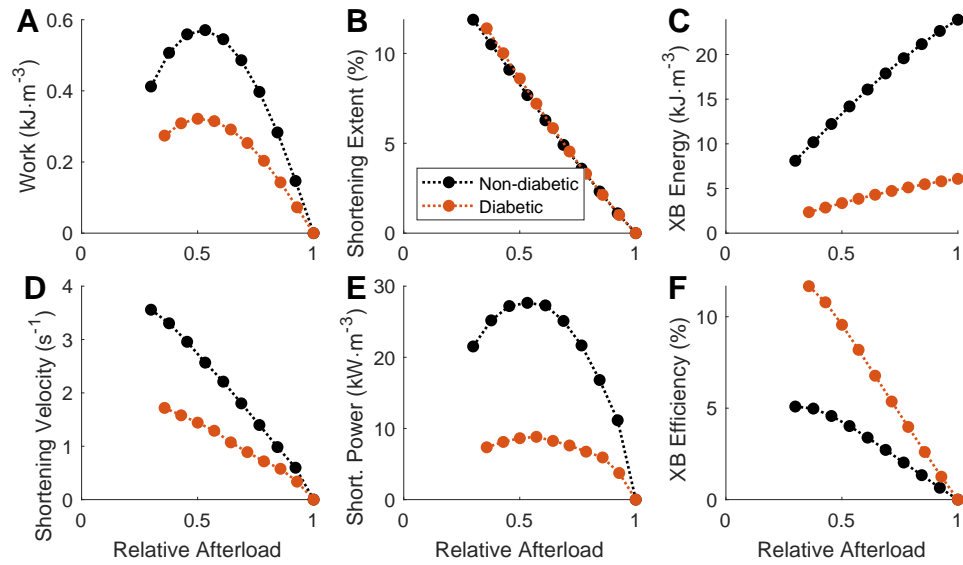 A
Work (kJ·m⁻³)
0.6
0.4
0.2
0
0
0.5
1
B
Shortening Extent (%)
10
5
0
0
0.5
1
Non-diabetic
Diabetic
C
XB Energy (kJ·m⁻³)
20
15
10
5
0
0
0.5
1
D
Shortening Velocity (s⁻¹)
4
3
2
1
0
0
0.5
1
Relative Afterload
E
Short. Power (kW·m⁻³)
30
20
10
0
0
0.5
1
Relative Afterload
F
XB Efficiency (%)
10
5
0
0
0.5
1
Relative Afterload